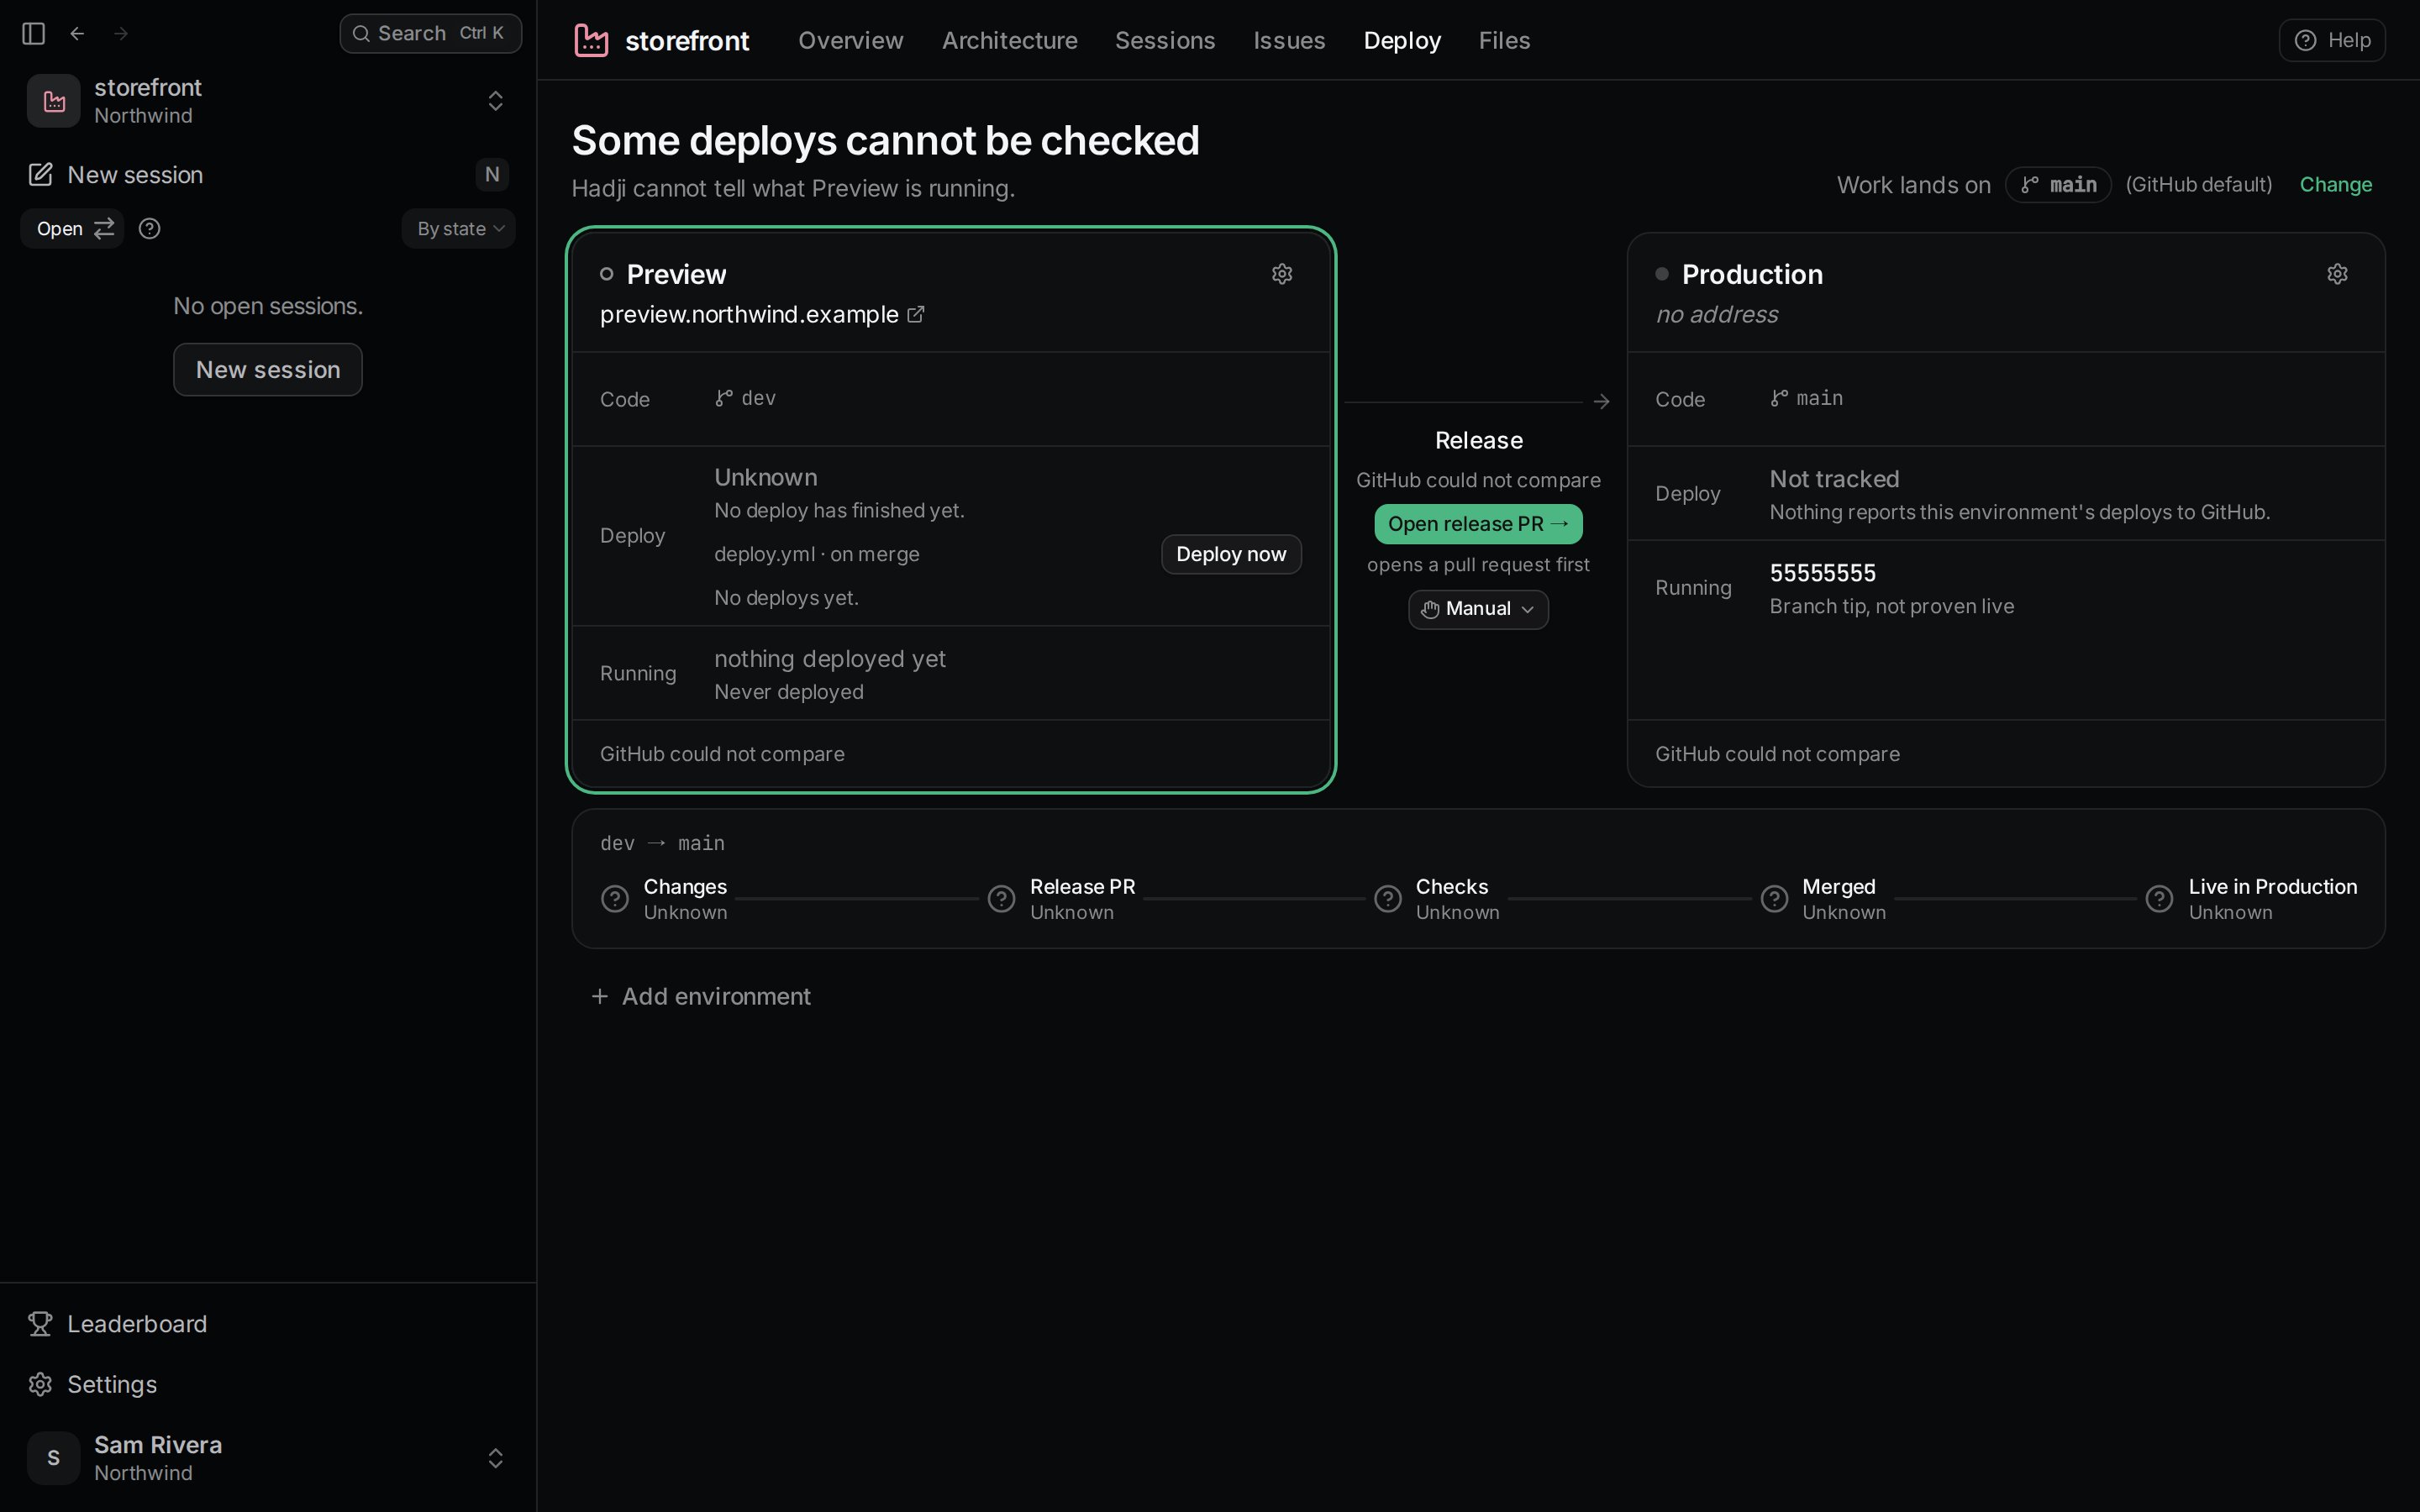 Search Ctrl K
storefront
Northwind
New session N
Open
By state
No open sessions.
New session
Leaderboard
Settings
S
Sam Rivera
Northwind
storefront
Overview
Architecture
Sessions
Issues
Deploy
Files
Help
Some deploys cannot be checked
Hadji cannot tell what Preview is running.
Work lands on main (GitHub default) Change
Preview
preview.northwind.example
Code dev
Deploy
Unknown
No deploy has finished yet.
deploy.yml · on merge
Deploy now
No deploys yet.
Running
nothing deployed yet
Never deployed
GitHub could not compare
Release
GitHub could not compare
Open release PR →
opens a pull request first
Manual
Production
no address
Code main
Deploy
Not tracked
Nothing reports this environment's deploys to GitHub.
Running
55555555
Branch tip, not proven live
GitHub could not compare
dev → main
Changes
Unknown
Release PR
Unknown
Checks
Unknown
Merged
Unknown
Live in Production
Unknown
+ Add environment